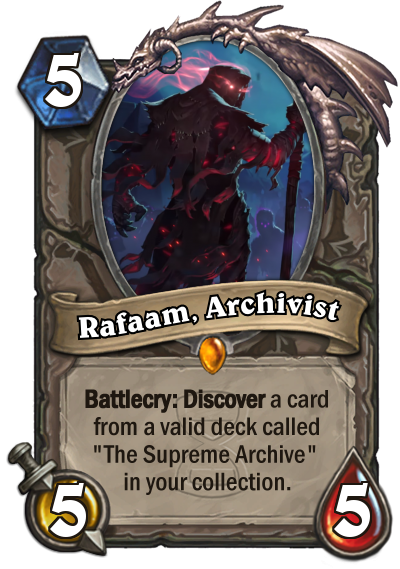 5
Rafaam, Archivist
Battlecry: Discover a card
from a valid deck called
"The Supreme Archive"
in your collection.
5
5